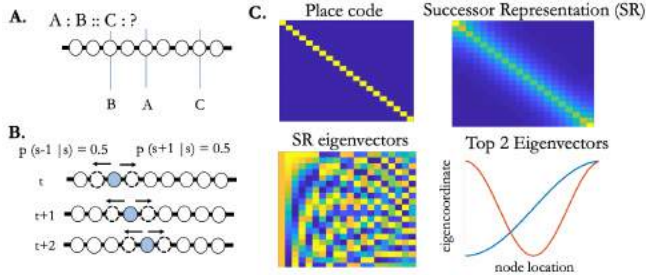 A.
A : B :: C : ?
B
A
C
B.
p (s-1 |s) = 0.5
p (s+1 |s) = 0.5
t
t+1
t+2
C.
Place code
Successor Representation (SR)
SR eigenvectors
Top 2 Eigenvectors
eigencoordinate
node location